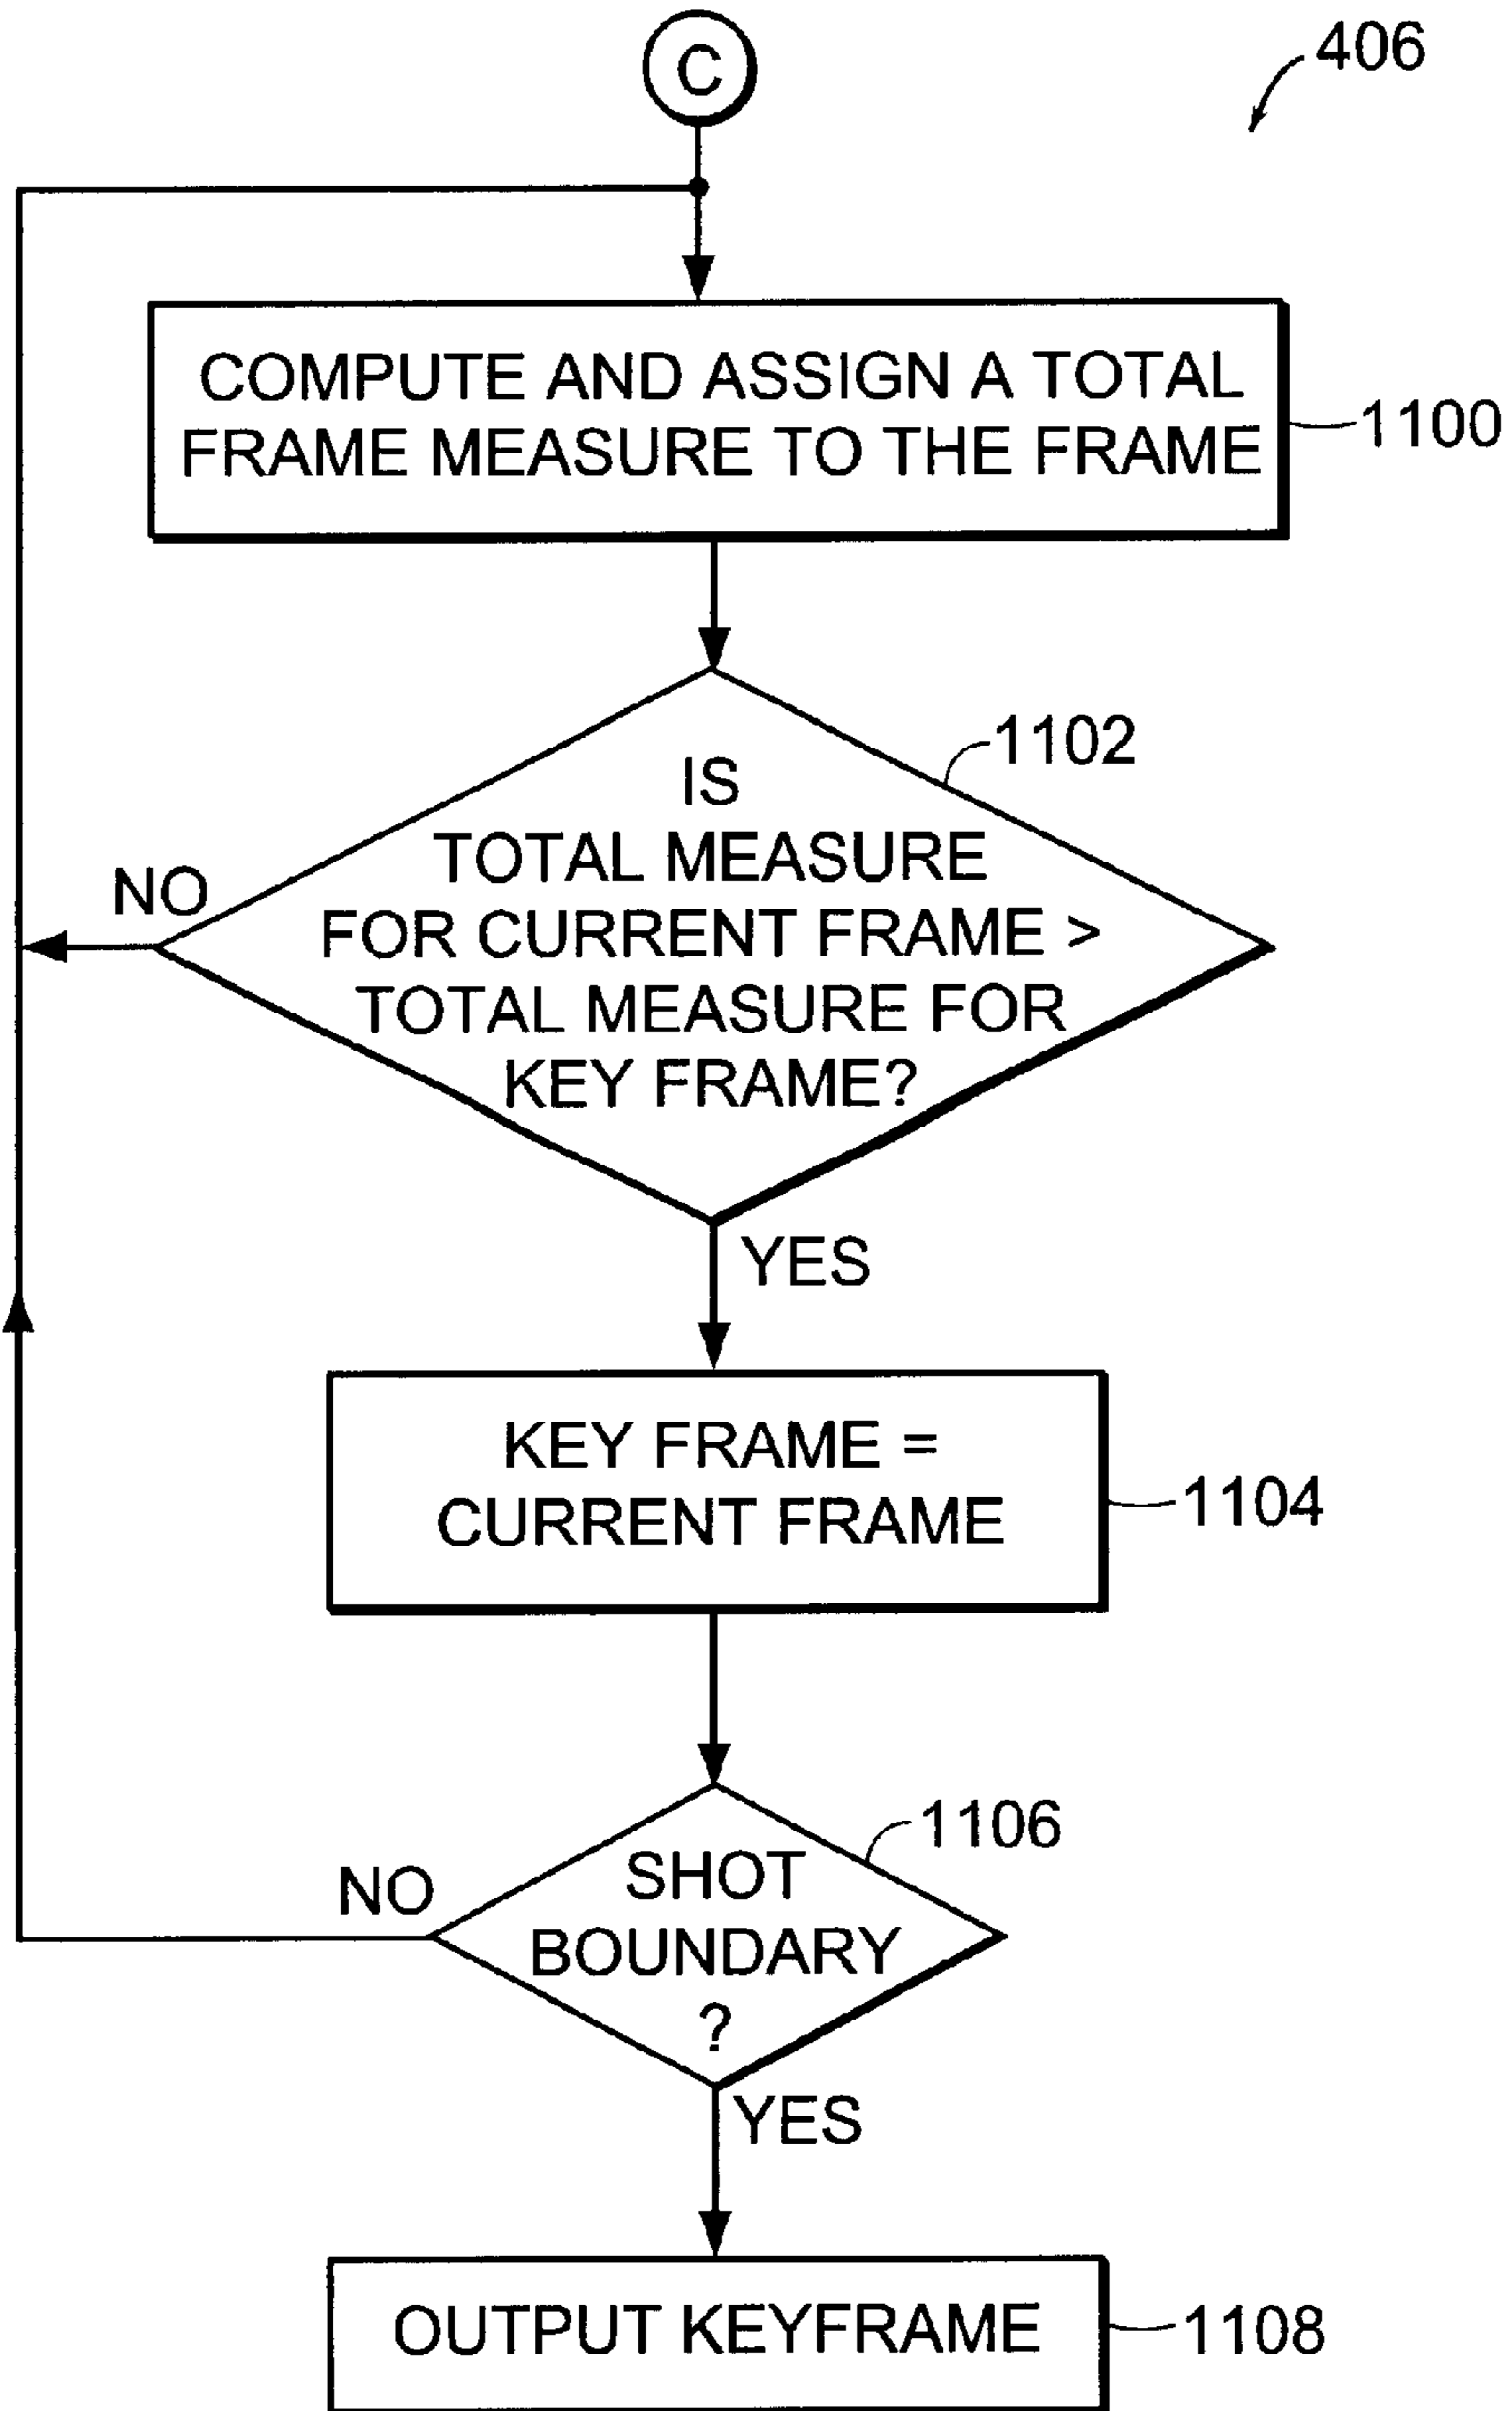 C
406
COMPUTE AND ASSIGN A TOTAL
FRAME MEASURE TO THE FRAME
1100
1102
IS
TOTAL MEASURE
FOR CURRENT FRAME >
TOTAL MEASURE FOR
KEY FRAME?
NO
YES
KEY FRAME =
CURRENT FRAME
1104
1106
SHOT
BOUNDARY
?
NO
YES
OUTPUT KEYFRAME
1108